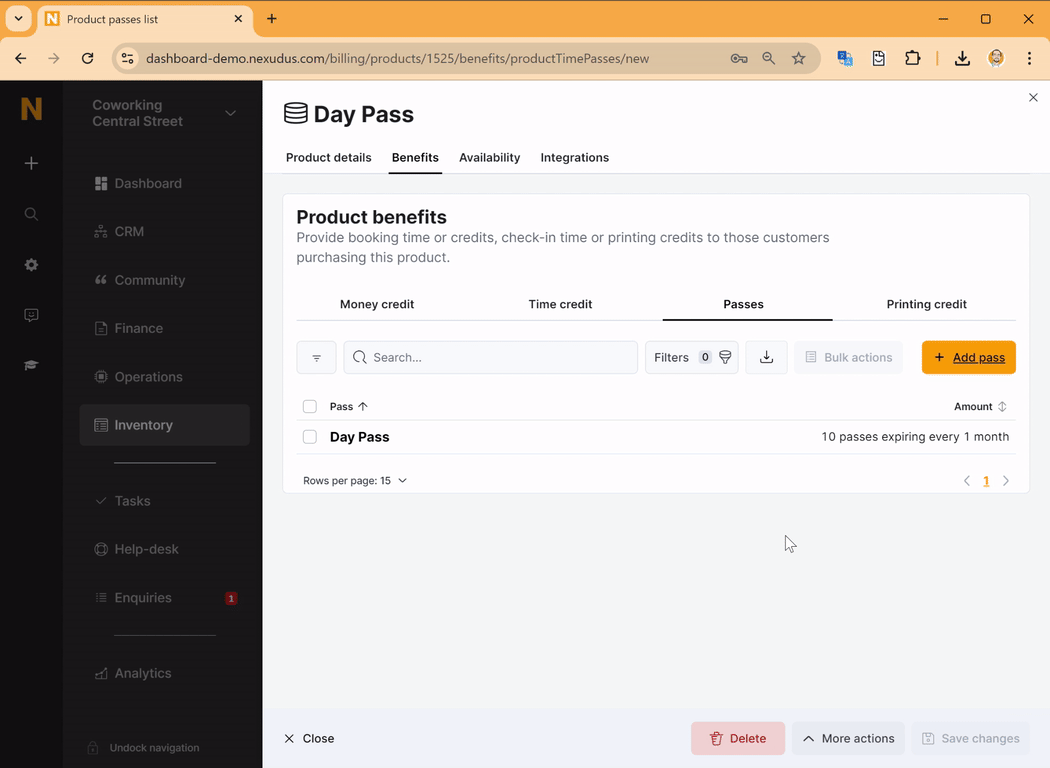 Product passes list
dashboard-demo.nexudus.com/billing/products/1525/benefits/productTimePasses/new
N
Coworking
Central Street
Dashboard
CRM
Community
Finance
Operations
Inventory
Tasks
Help-desk
Enquiries 1
Analytics
Undock navigation
Day Pass
Product details Benefits Availability Integrations
Product benefits
Provide booking time or credits, check-in time or printing credits to those customers
purchasing this product.
Money credit Time credit Passes Printing credit
Search... Filters 0 Bulk actions + Add pass
Pass Amount
Day Pass 10 passes expiring every 1 month
Rows per page: 15 1
Close Delete More actions Save changes